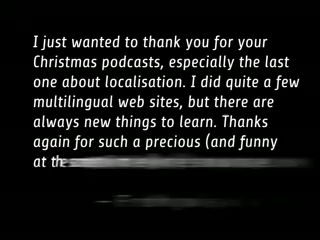 I just wanted to thank you for your
Christmas podcasts, especially the last
one about localisation. I did quite a few
multilingual web sites, but there are
always new things to learn. Thanks
again for such a precious (and funny
at